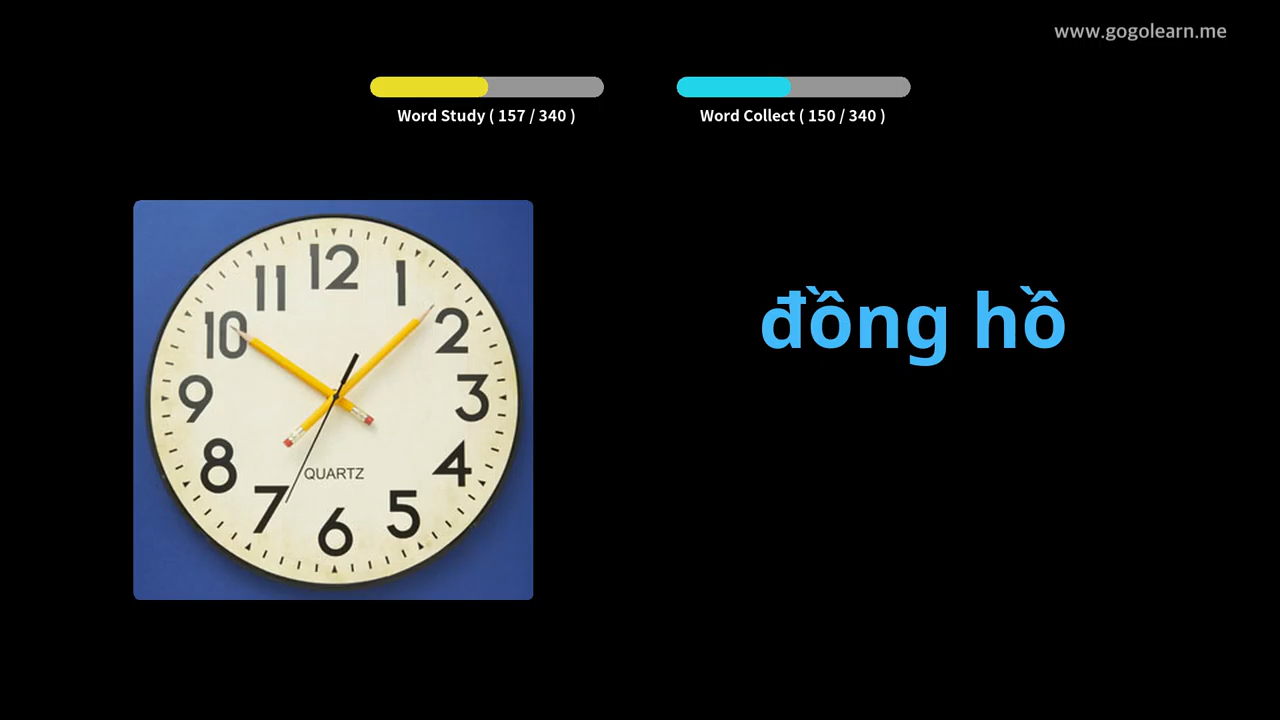 www.gogolearn.me
Word Study ( 157 / 340 )
Word Collect ( 150 / 340 )
12
11
1
10
2
9
3
8
4
7
5
6
QUARTZ
đồng hồ